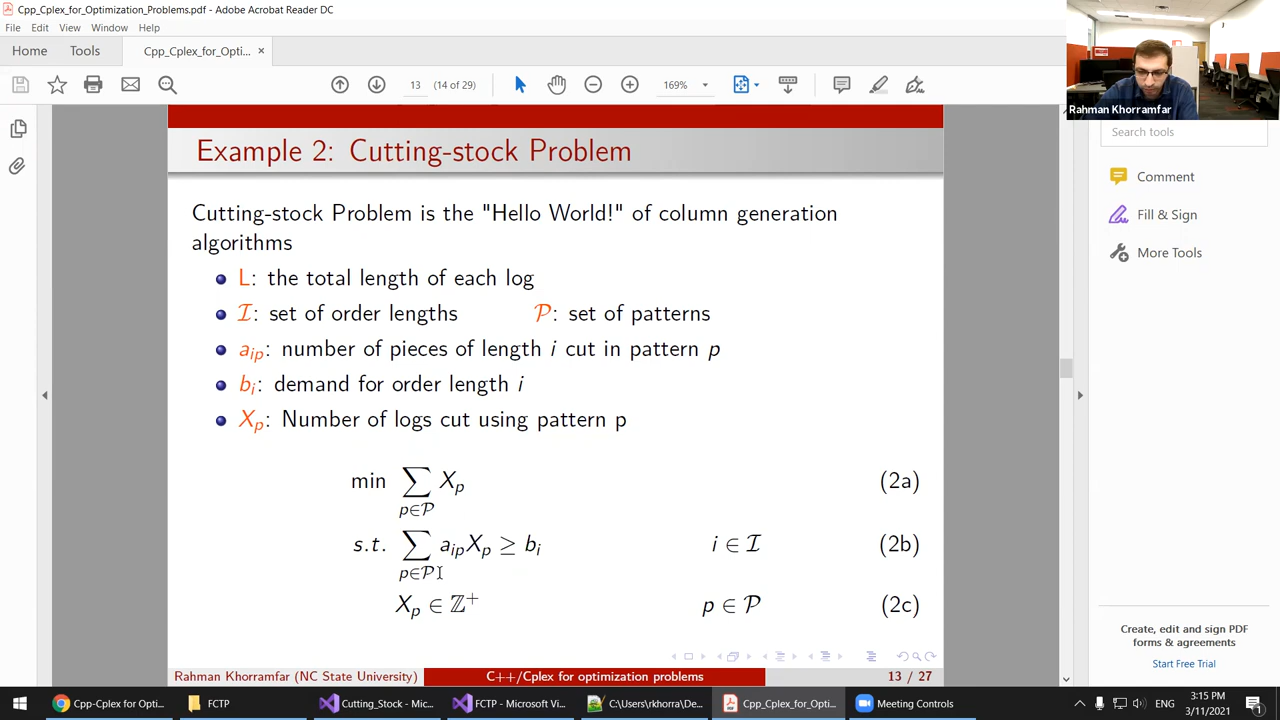 Cpp_Cplex_for_Optimization_Problems.pdf - Adobe Acrobat Reader DC
File Edit View Window Help
Home Tools Cpp_Cplex_for_Opti... ×
13 (14 of 29) 169%
Rahman Khorramfar
Search tools
Comment
Fill & Sign
More Tools
Example 2: Cutting-stock Problem
Cutting-stock Problem is the "Hello World!" of column generation
algorithms
L: the total length of each log
I: set of order lengths P: set of patterns
a_ip: number of pieces of length i cut in pattern p
b_i: demand for order length i
X_p: Number of logs cut using pattern p
min ∑_{p∈P} X_p (2a)
s.t. ∑_{p∈P} a_ip X_p ≥ b_i i ∈ I (2b)
X_p ∈ ℤ⁺ p ∈ P (2c)
Rahman Khorramfar (NC State University) C++/Cplex for optimization problems 13 / 27
Create, edit and sign PDF
forms & agreements
Start Free Trial
Cpp-Cplex for Opti... FCTP Cutting_Stock - Mic... FCTP - Microsoft Vi... C:\Users\rkhorra\De... Cpp_Cplex_for_Opti... Meeting Controls ENG 3:15 PM
3/11/2021
1